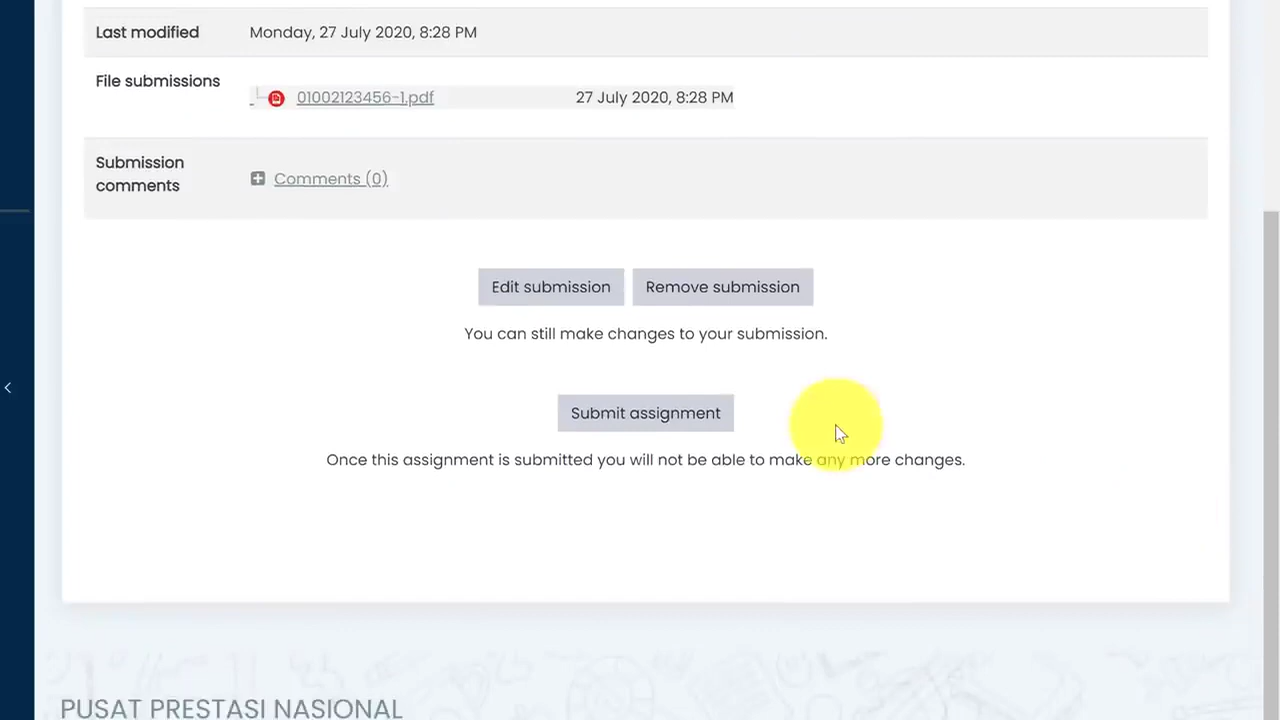 Last modified Monday, 27 July 2020, 8:28 PM
File submissions
01002123456-1.pdf 27 July 2020, 8:28 PM
Submission
comments
Comments (0)
Edit submission Remove submission
You can still make changes to your submission.
Submit assignment
Once this assignment is submitted you will not be able to make any more changes.
PUSAT PRESTASI NASIONAL